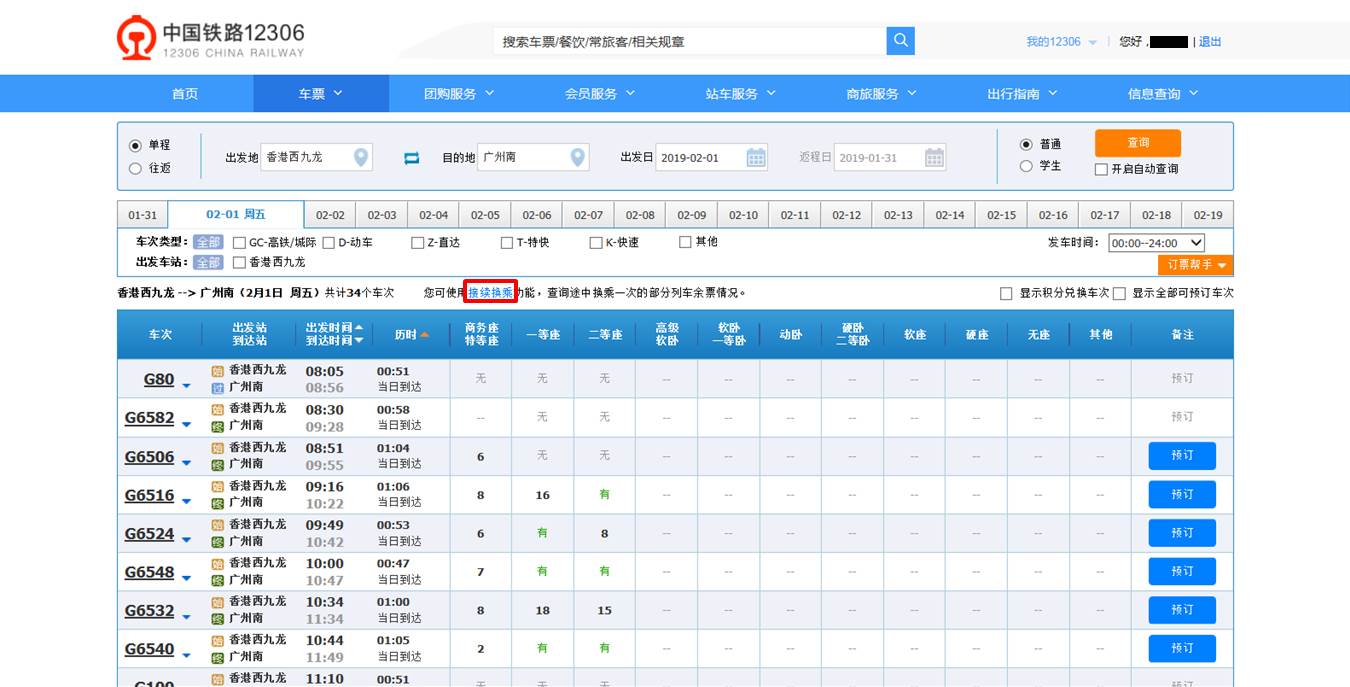 中国铁路12306
12306 CHINA RAILWAY
搜索车票/餐饮/常旅客/相关规章
我的12306 | 您好, | 退出
首页 车票 团购服务 会员服务 站车服务 商旅服务 出行指南 信息查询
单程
往返
出发地 香港西九龙 目的地 广州南 出发日 2019-02-01 返程日 2019-01-31
普通
学生
查询
开启自动查询
01-31 02-01 周五 02-02 02-03 02-04 02-05 02-06 02-07 02-08 02-09 02-10 02-11 02-12 02-13 02-14 02-15 02-16 02-17 02-18 02-19
车次类型: 全部 GC-高铁/城际 D-动车 Z-直达 T-特快 K-快速 其他 发车时间: 00:00--24:00
出发车站: 全部 香港西九龙 订票帮手
香港西九龙 --> 广州南（2月1日 周五）共计34个车次 您可使用接续换乘功能，查询途中换乘一次的部分列车余票情况。 显示积分兑换车次 显示全部可预订车次
车次 出发站 到达站 出发时间 到达时间 历时 商务座 特等座 一等座 二等座 高级 软卧 软卧 一等卧 动卧 硬卧 二等卧 软座 硬座 无座 其他 备注
G80 始 香港西九龙 08:05 00:51 无 无 无 -- -- -- -- -- -- -- -- 预订
过 广州南 08:56 当日到达
G6582 始 香港西九龙 08:30 00:58 -- 无 无 -- -- -- -- -- -- -- -- 预订
终 广州南 09:28 当日到达
G6506 始 香港西九龙 08:51 01:04 6 无 无 -- -- -- -- -- -- -- -- 预订
终 广州南 09:55 当日到达
G6516 始 香港西九龙 09:16 01:06 8 16 有 -- -- -- -- -- -- -- -- 预订
终 广州南 10:22 当日到达
G6524 始 香港西九龙 09:49 00:53 6 有 8 -- -- -- -- -- -- -- -- 预订
终 广州南 10:42 当日到达
G6548 始 香港西九龙 10:00 00:47 7 有 有 -- -- -- -- -- -- -- -- 预订
终 广州南 10:47 当日到达
G6532 始 香港西九龙 10:34 01:00 8 18 15 -- -- -- -- -- -- -- -- 预订
终 广州南 11:34 当日到达
G6540 始 香港西九龙 10:44 01:05 2 有 有 -- -- -- -- -- -- -- -- 预订
终 广州南 11:49 当日到达
始 香港西九龙 11:10 00:51